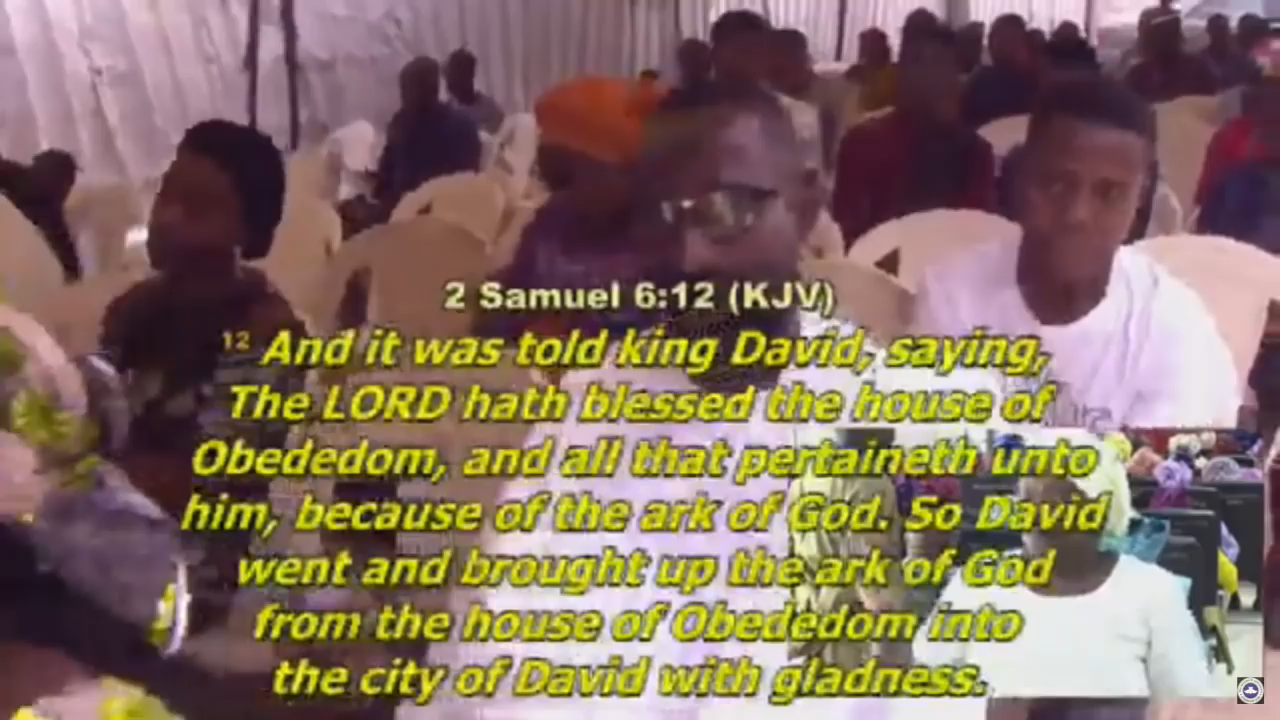 2 Samuel 6:12 (KJV)
12 And it was told king David, saying,
The LORD hath blessed the house of
Obededom, and all that pertaineth unto
him, because of the ark of God. So David
went and brought up the ark of God
from the house of Obededom into
the city of David with gladness.